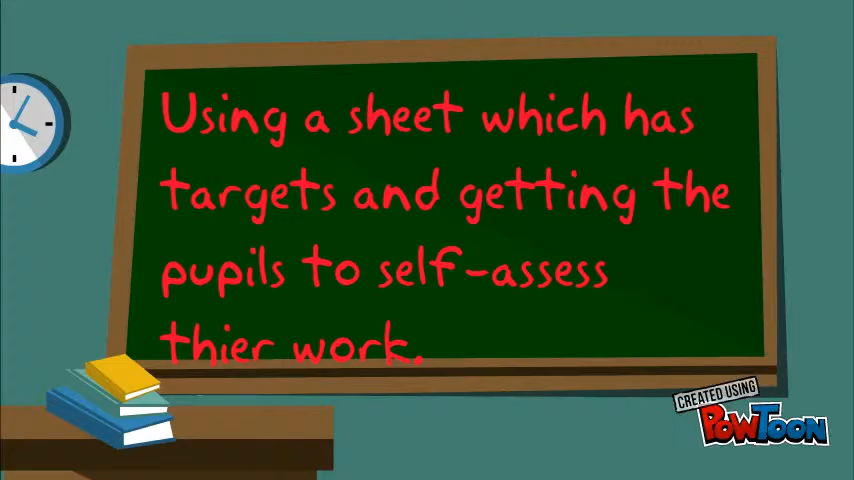 Using a sheet which has
targets and getting the
pupils to self-assess
thier work.
CREATED USING
POWTOON